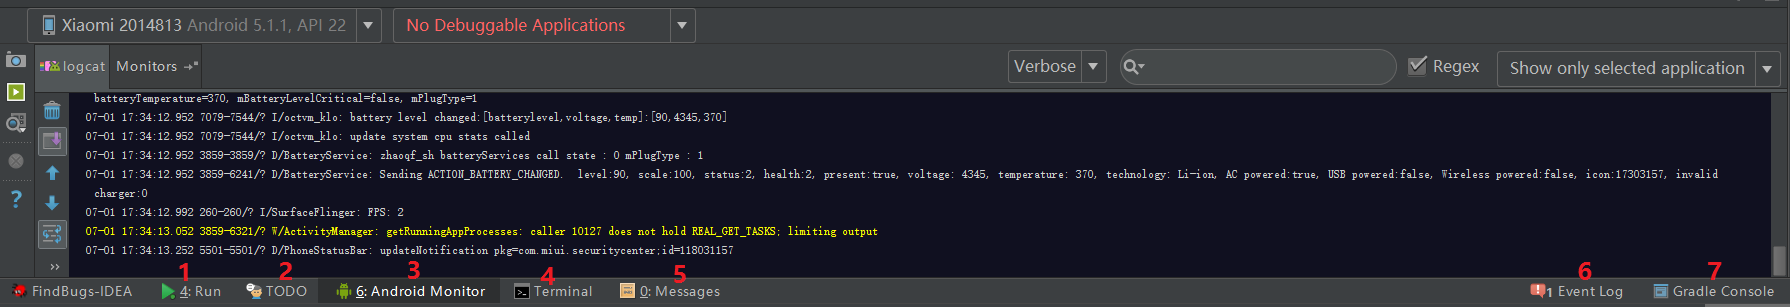 Xiaomi 2014813 Android 5.1.1, API 22 No Debuggable Applications
logcat Monitors Verbose Regex Show only selected application
batteryTemperature=370, mBatteryLevelCritical=false, mPlugType=1
07-01 17:34:12.952 7079-7544/? I/octvm_klo: battery level changed:[batterylevel,voltage,temp]:[90,4345,370]
07-01 17:34:12.952 7079-7544/? I/octvm_klo: update system cpu stats called
07-01 17:34:12.952 3859-3859/? D/BatteryService: zhaoqf_sh batteryServices call state : 0 mPlugType : 1
07-01 17:34:12.952 3859-6241/? D/BatteryService: Sending ACTION_BATTERY_CHANGED.  level:90, scale:100, status:2, health:2, present:true, voltage: 4345, temperature: 370, technology: Li-ion, AC powered:true, USB powered:false, Wireless powered:false, icon:17303157, invalid
charger:0
07-01 17:34:12.992 260-260/? I/SurfaceFlinger: FPS: 2
07-01 17:34:13.052 3859-6321/? W/ActivityManager: getRunningAppProcesses: caller 10127 does not hold REAL_GET_TASKS; limiting output
07-01 17:34:13.252 5501-5501/? D/PhoneStatusBar: updateNotification pkg=com.miui.securitycenter;id=118031157
1 2 3 4 5 6 7
FindBugs-IDEA 4: Run TODO 6: Android Monitor Terminal 0: Messages 1 Event Log Gradle Console